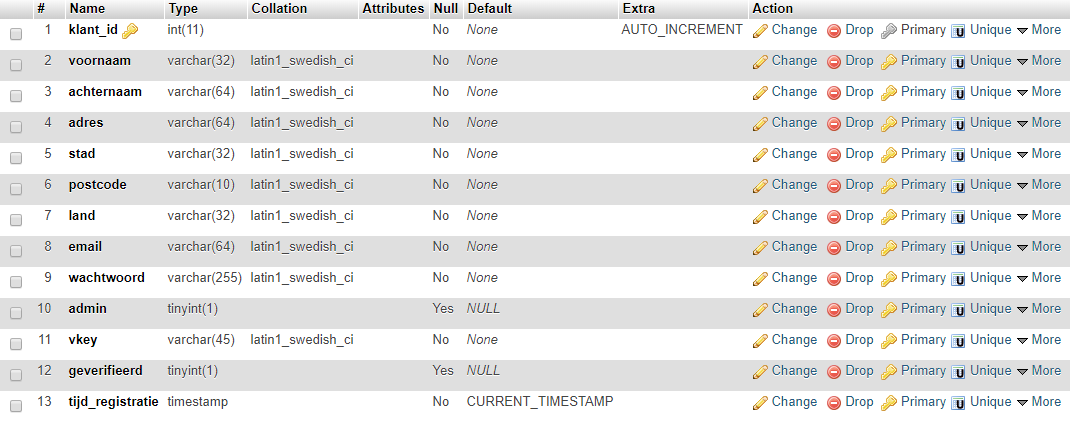 # Name Type Collation Attributes Null Default Extra Action
1 klant_id int(11) No None AUTO_INCREMENT Change Drop Primary Unique More
2 voornaam varchar(32) latin1_swedish_ci No None Change Drop Primary Unique More
3 achternaam varchar(64) latin1_swedish_ci No None Change Drop Primary Unique More
4 adres varchar(64) latin1_swedish_ci No None Change Drop Primary Unique More
5 stad varchar(32) latin1_swedish_ci No None Change Drop Primary Unique More
6 postcode varchar(10) latin1_swedish_ci No None Change Drop Primary Unique More
7 land varchar(32) latin1_swedish_ci No None Change Drop Primary Unique More
8 email varchar(64) latin1_swedish_ci No None Change Drop Primary Unique More
9 wachtwoord varchar(255) latin1_swedish_ci No None Change Drop Primary Unique More
10 admin tinyint(1) Yes NULL Change Drop Primary Unique More
11 vkey varchar(45) latin1_swedish_ci No None Change Drop Primary Unique More
12 geverifieerd tinyint(1) Yes NULL Change Drop Primary Unique More
13 tijd_registratie timestamp No CURRENT_TIMESTAMP Change Drop Primary Unique More